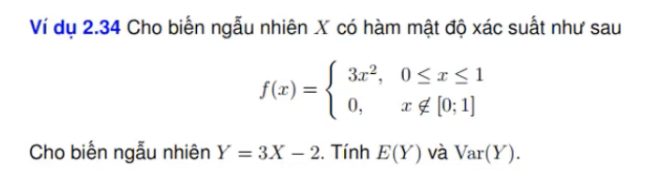 Ví dụ 2.34 Cho biến ngẫu nhiên X có hàm mật độ xác suất như sau
f(x) = { 3x², 0 ≤ x ≤ 1
0, x ∉ [0; 1]
Cho biến ngẫu nhiên Y = 3X − 2. Tính E(Y) và Var(Y).